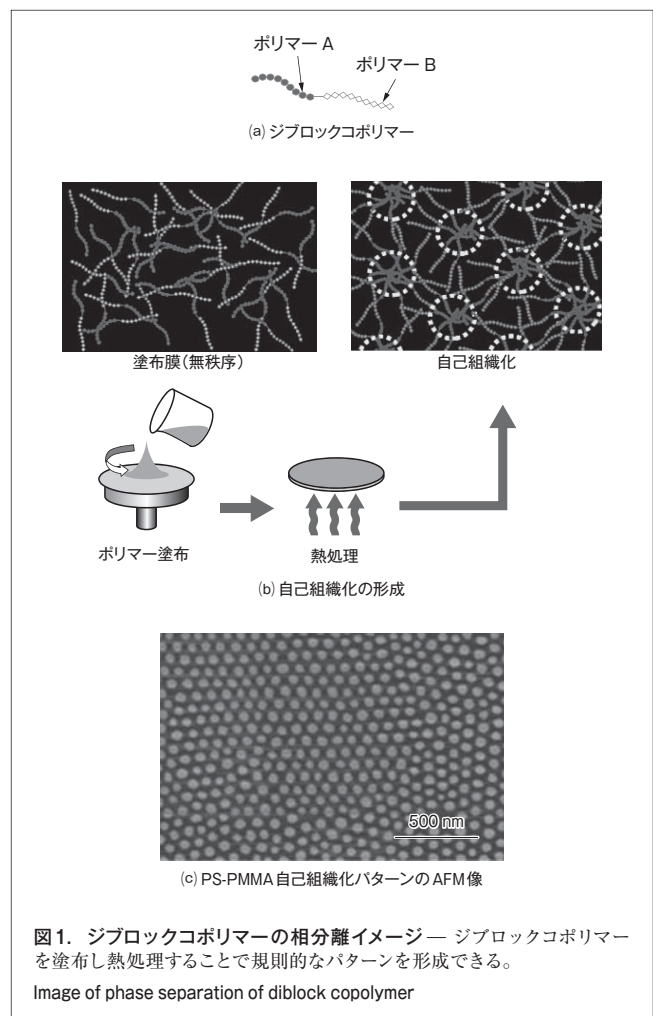 ポリマー A
ポリマー B
(a) ジブロックコポリマー
塗布膜（無秩序）
自己組織化
ポリマー塗布
熱処理
(b) 自己組織化の形成
500 nm
(c) PS-PMMA 自己組織化パターンの AFM 像
図1. ジブロックコポリマーの相分離イメージ — ジブロックコポリマー
を塗布し熱処理することで規則的なパターンを形成できる。
Image of phase separation of diblock copolymer